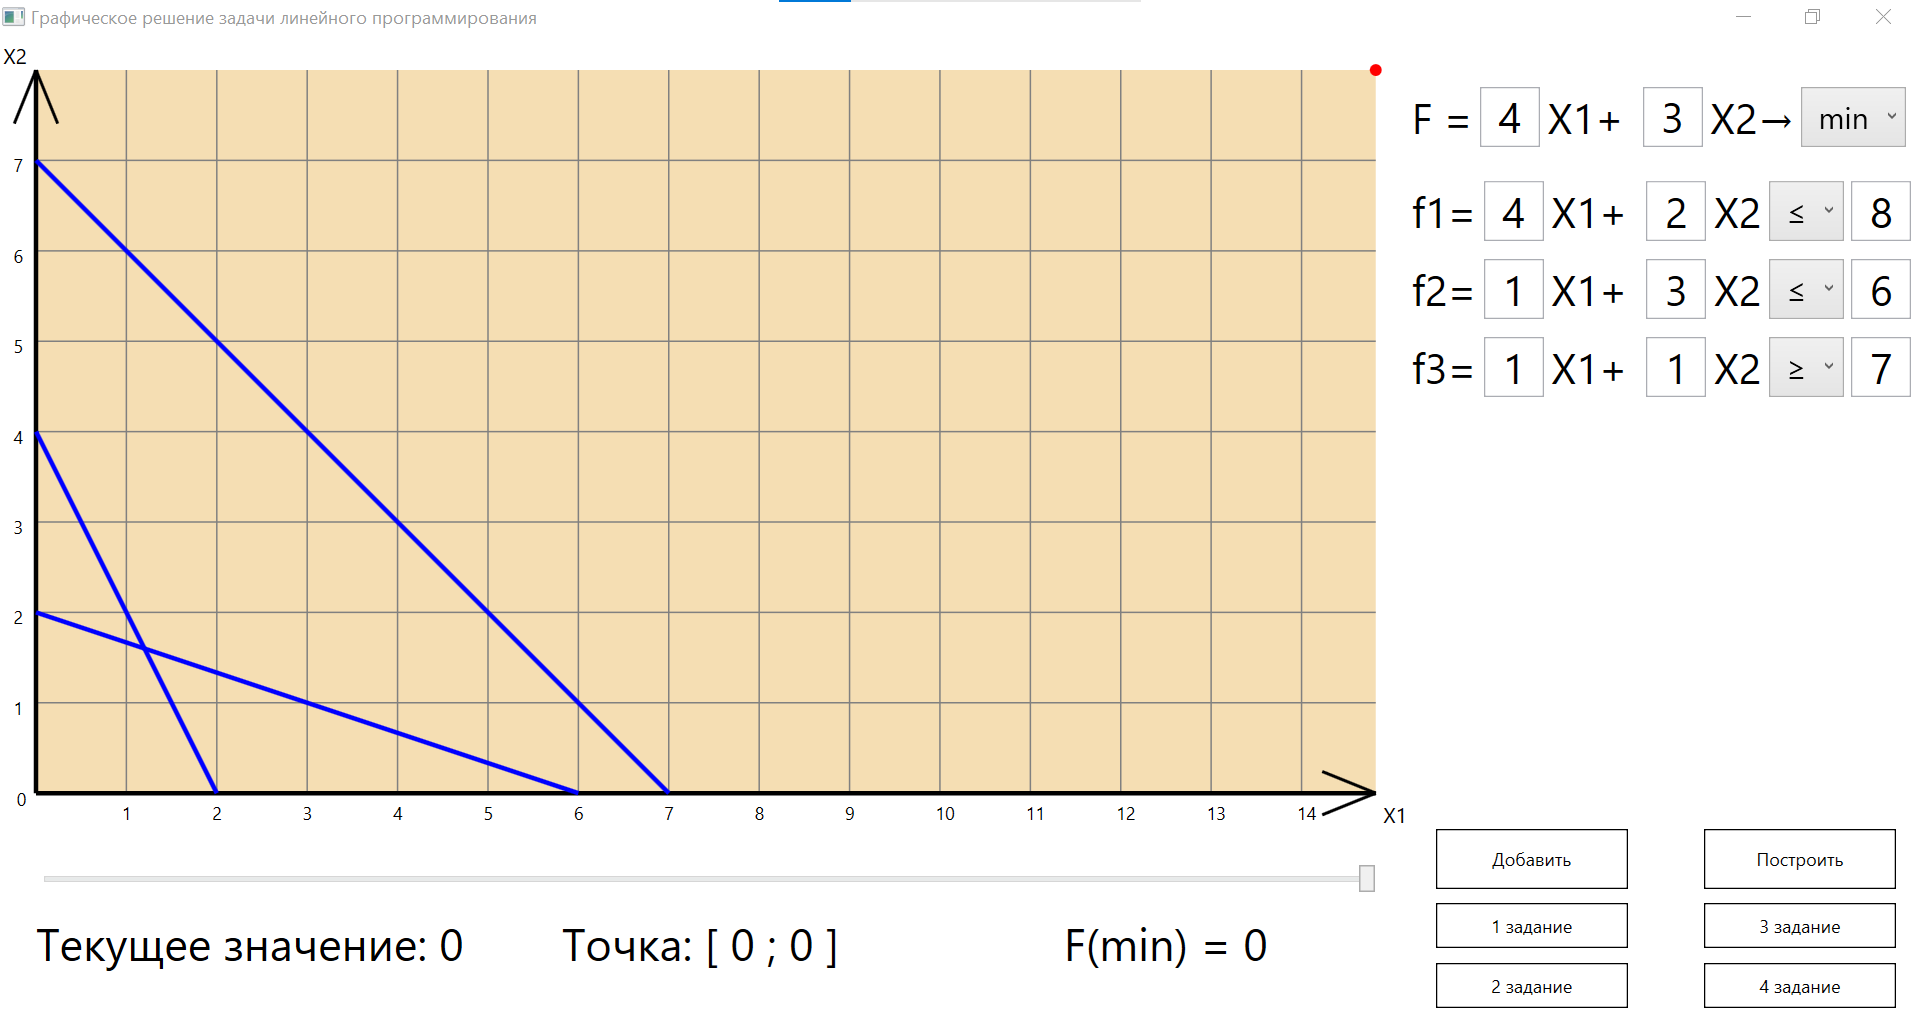 Графическое решение задачи линейного программирования
X2
7
6
5
4
3
2
1
0
1 2 3 4 5 6 7 8 9 10 11 12 13 14
X1
F = 4 X1+ 3 X2→ min
f1= 4 X1+ 2 X2 ≤ 8
f2= 1 X1+ 3 X2 ≤ 6
f3= 1 X1+ 1 X2 ≥ 7
Добавить Построить
1 задание 3 задание
2 задание 4 задание
Текущее значение: 0 Точка: [ 0 ; 0 ] F(min) = 0